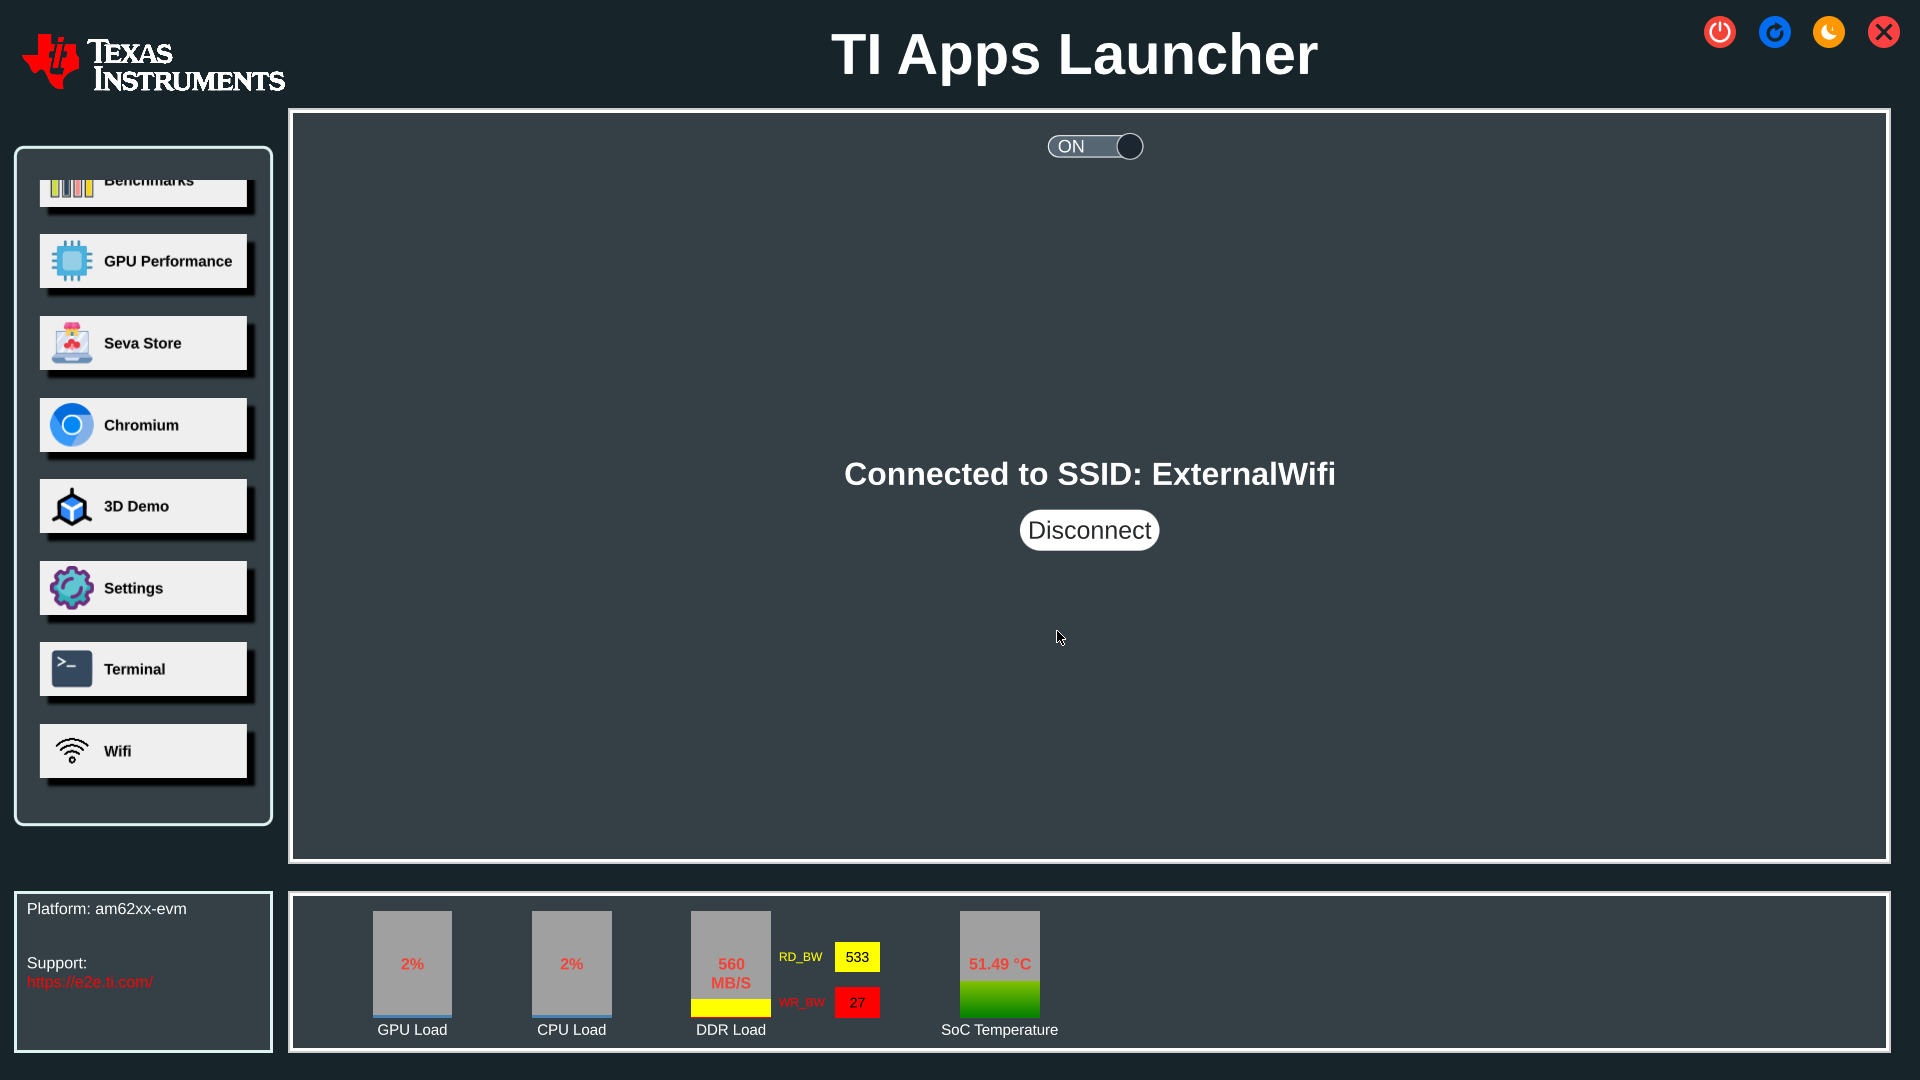 TEXAS
INSTRUMENTS
TI Apps Launcher
ON
Benchmarks
GPU Performance
Seva Store
Chromium
3D Demo
Settings
Terminal
Wifi
Connected to SSID: ExternalWifi
Disconnect
Platform: am62xx-evm
Support:
https://e2e.ti.com/
2%
GPU Load
2%
CPU Load
560
MB/S
DDR Load
RD_BW 533
WR_BW 27
51.49 °C
SoC Temperature